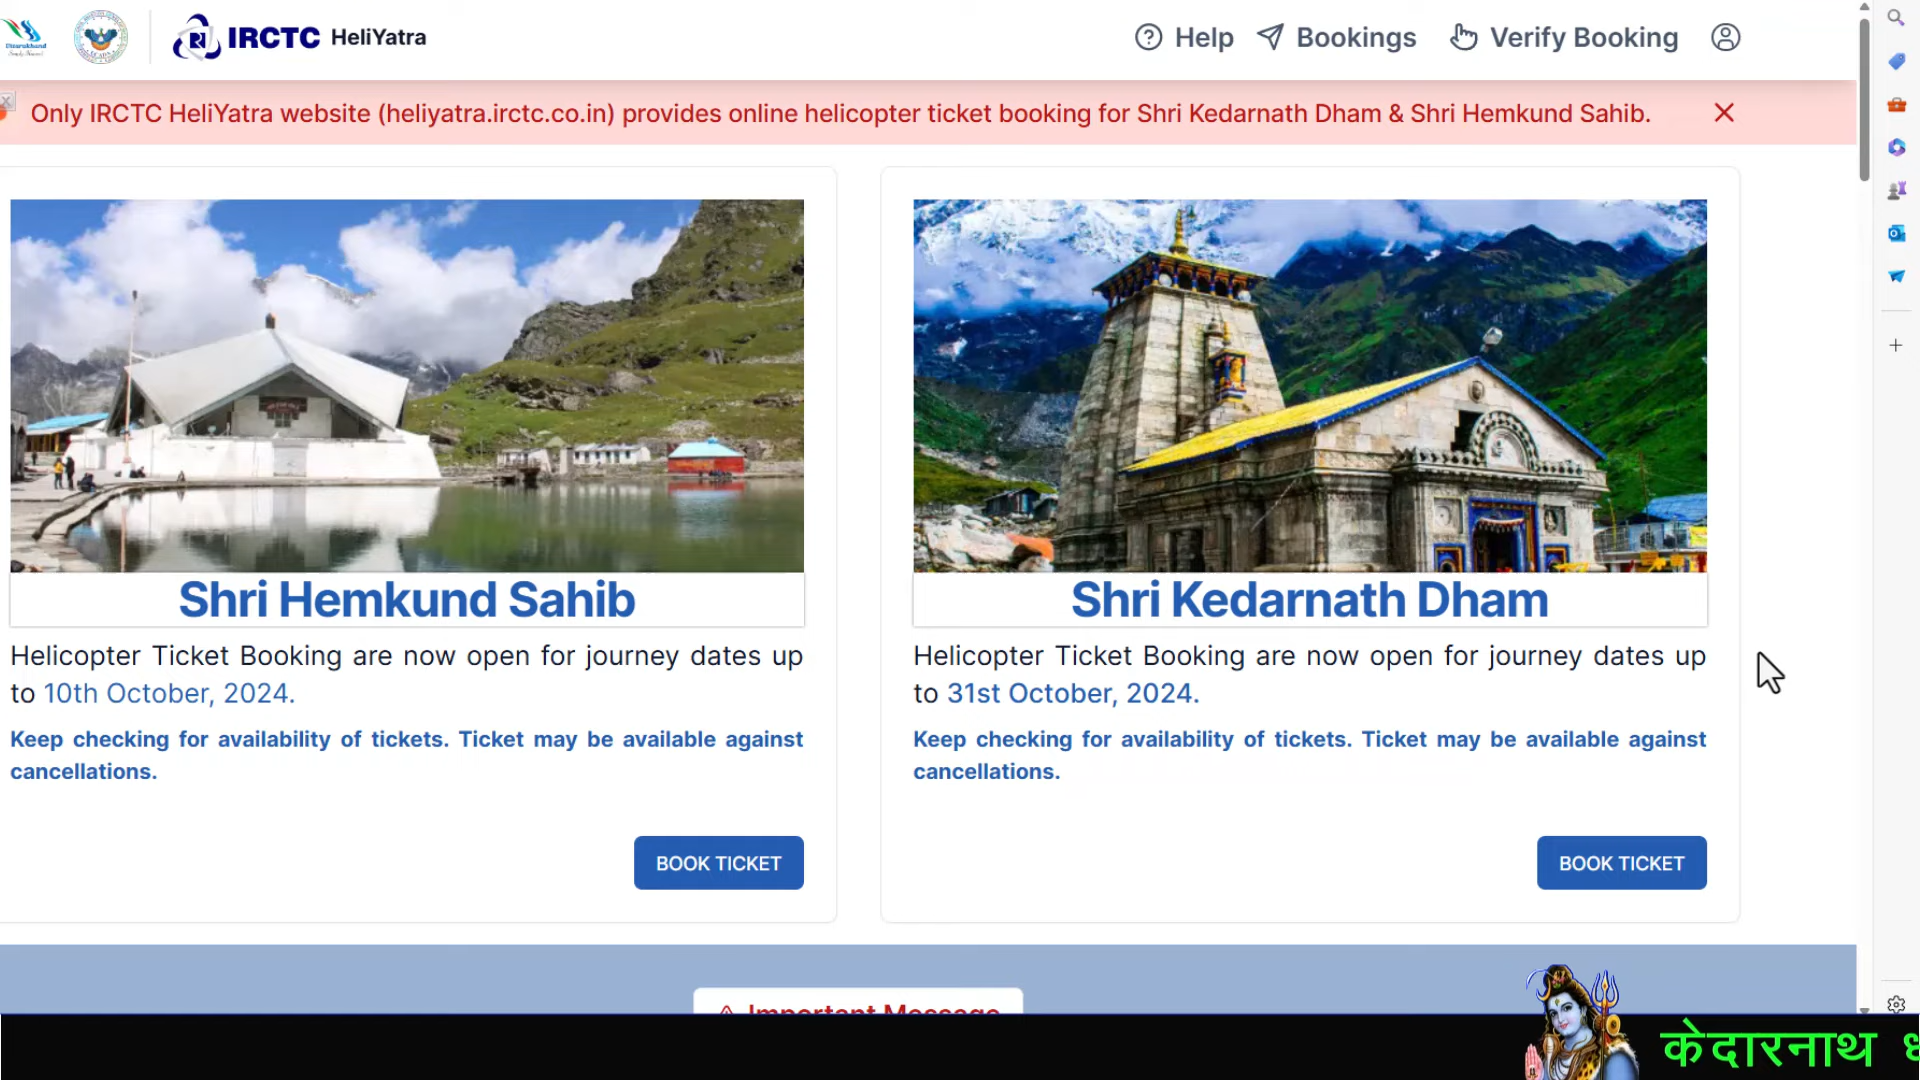 IRCTC HeliYatra
Help
Bookings
Verify Booking
Only IRCTC HeliYatra website (heliyatra.irctc.co.in) provides online helicopter ticket booking for Shri Kedarnath Dham & Shri Hemkund Sahib.
Shri Hemkund Sahib
Helicopter Ticket Booking are now open for journey dates up
to 10th October, 2024.
Keep checking for availability of tickets. Ticket may be available against
cancellations.
BOOK TICKET
Shri Kedarnath Dham
Helicopter Ticket Booking are now open for journey dates up
to 31st October, 2024.
Keep checking for availability of tickets. Ticket may be available against
cancellations.
BOOK TICKET
Important Message
केदारनाथ